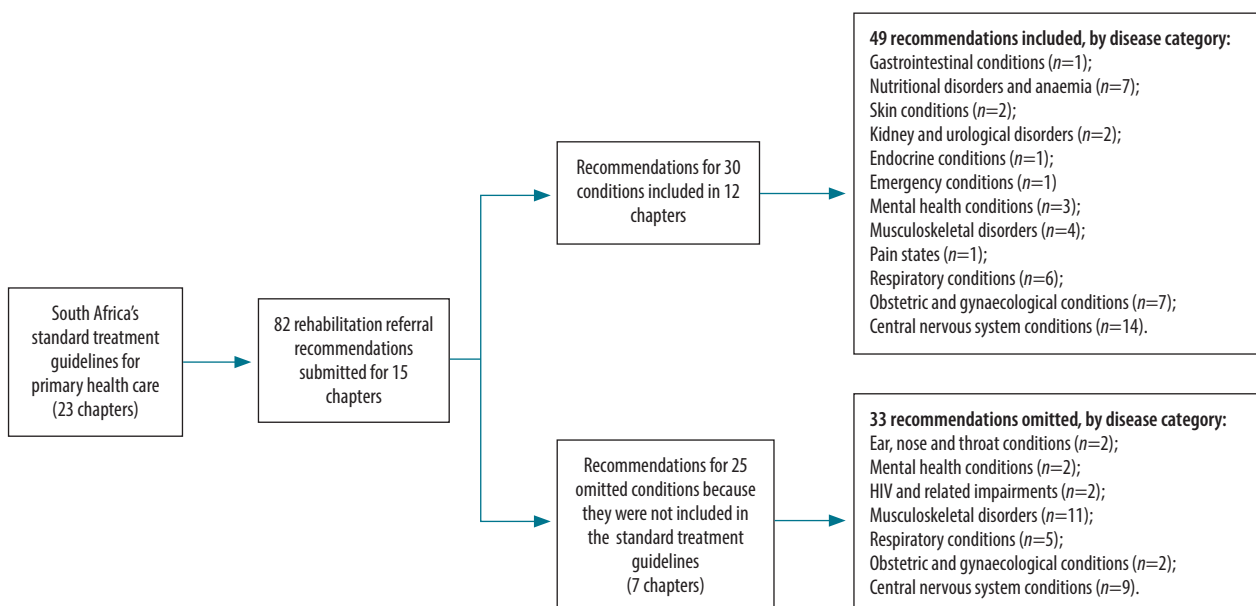 South Africa's
standard treatment
guidelines for
primary health care
(23 chapters)
82 rehabilitation referral
recommendations
submitted for 15
chapters
Recommendations for 30
conditions included in 12
chapters
49 recommendations included, by disease category:
Gastrointestinal conditions (n=1);
Nutritional disorders and anaemia (n=7);
Skin conditions (n=2);
Kidney and urological disorders (n=2);
Endocrine conditions (n=1);
Emergency conditions (n=1)
Mental health conditions (n=3);
Musculoskeletal disorders (n=4);
Pain states (n=1);
Respiratory conditions (n=6);
Obstetric and gynaecological conditions (n=7);
Central nervous system conditions (n=14).
Recommendations for 25
omitted conditions because
they were not included in
the standard treatment
guidelines
(7 chapters)
33 recommendations omitted, by disease category:
Ear, nose and throat conditions (n=2);
Mental health conditions (n=2);
HIV and related impairments (n=2);
Musculoskeletal disorders (n=11);
Respiratory conditions (n=5);
Obstetric and gynaecological conditions (n=2);
Central nervous system conditions (n=9).